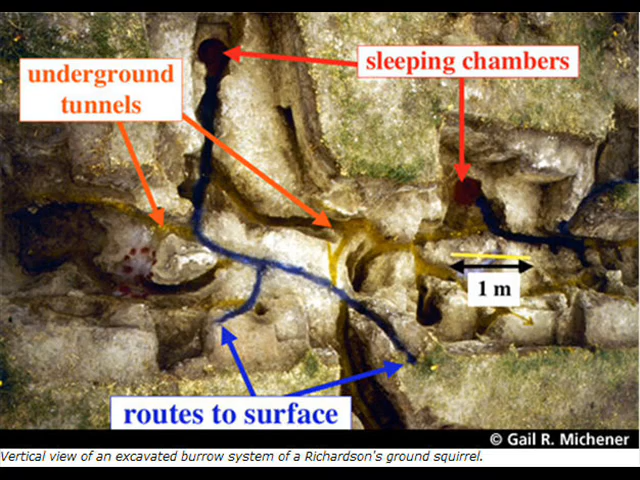 sleeping chambers
underground
tunnels
1 m
routes to surface
© Gail R. Michener
Vertical view of an excavated burrow system of a Richardson's ground squirrel.